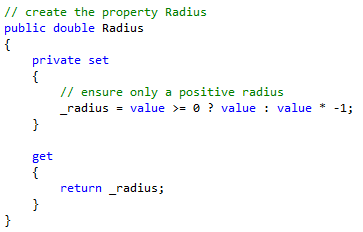 // create the property Radius
public double Radius
{
    private set
    {
        // ensure only a positive radius
        _radius = value >= 0 ? value : value * -1;
    }

    get
    {
        return _radius;
    }
}